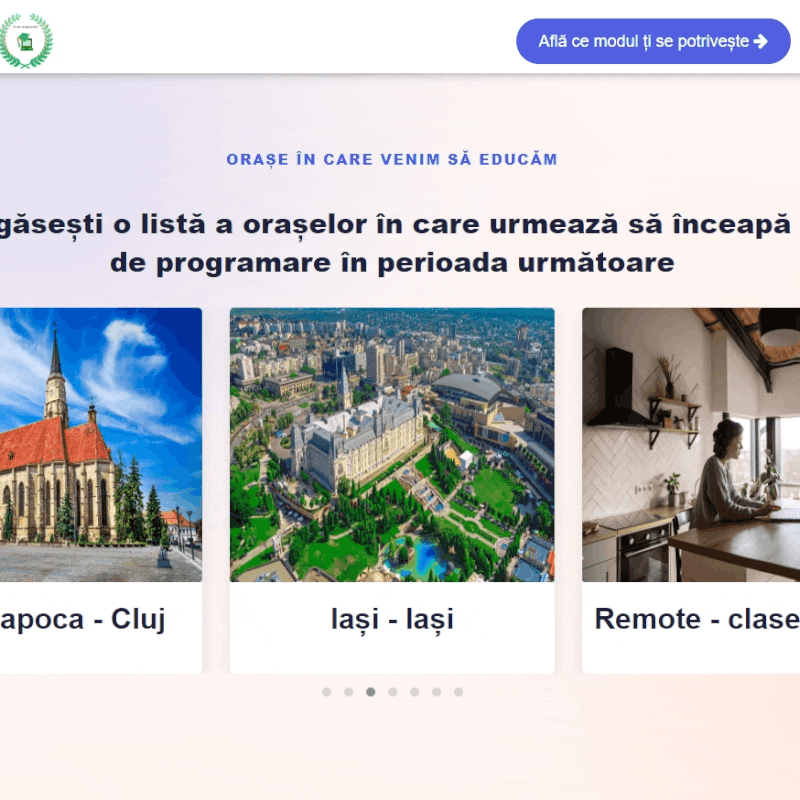 Află ce modul ți se potrivește
ORAȘE ÎN CARE VENIM SĂ EDUCĂM
găsești o listă a orașelor în care urmează să înceapă
de programare în perioada următoare
apoca - Cluj
Iași - Iași
Remote - clase